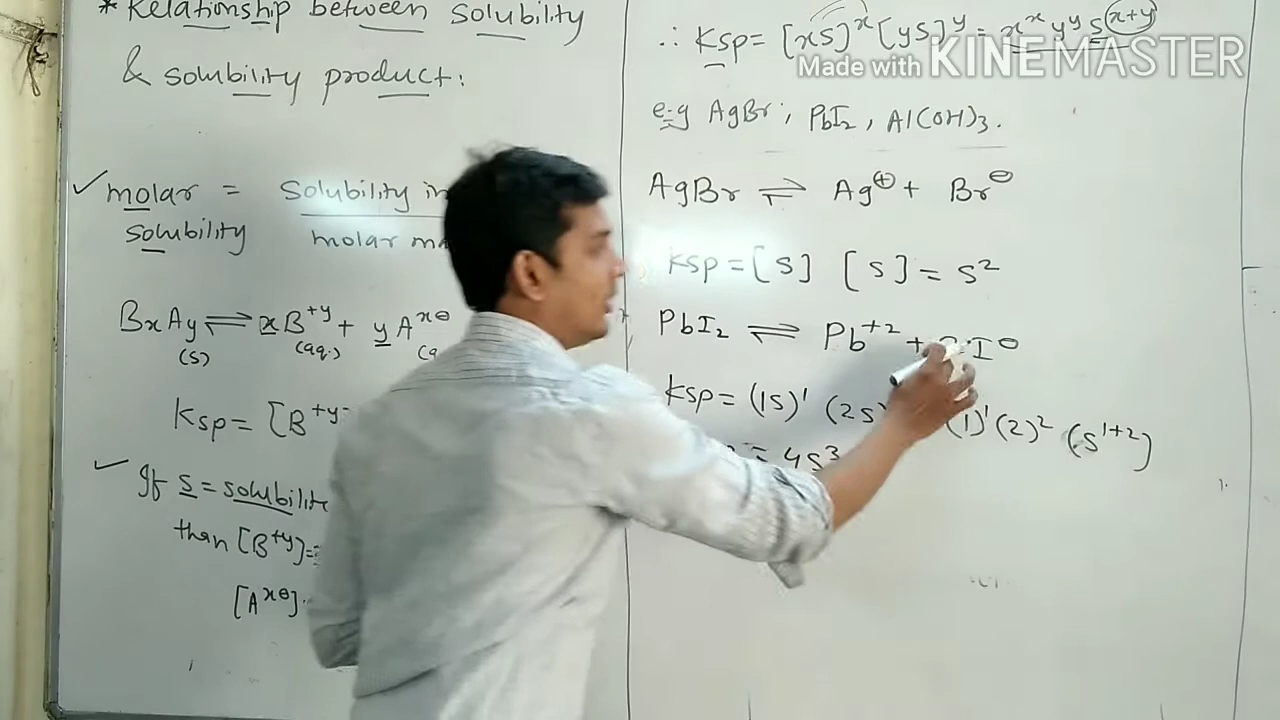 * Relationship between solubility
& solubility product:
✓ molar = solubility in
solubility molar
BxAy ⇌ xB⁺ʸ + yAˣ⊖
(s) (aq.)
Ksp = [B⁺ʸ
✓ If s = solubility
than [B⁺ʸ] =
[Aˣ⊖]
∴ Ksp = [xS]ˣ [yS]ʸ = xˣ yʸ S⁽ˣ⁺ʸ⁾
Made with KINEMASTER
e.g AgBr, PbI₂, Al(OH)₃.
AgBr ⇌ Ag⊕ + Br⊖
Ksp = [S] [S] = S²
PbI₂ ⇌ Pb⁺² + 2I⊖
Ksp = (1S)¹ (2S) (1)¹ (2)² (S¹⁺²)
= 4S³